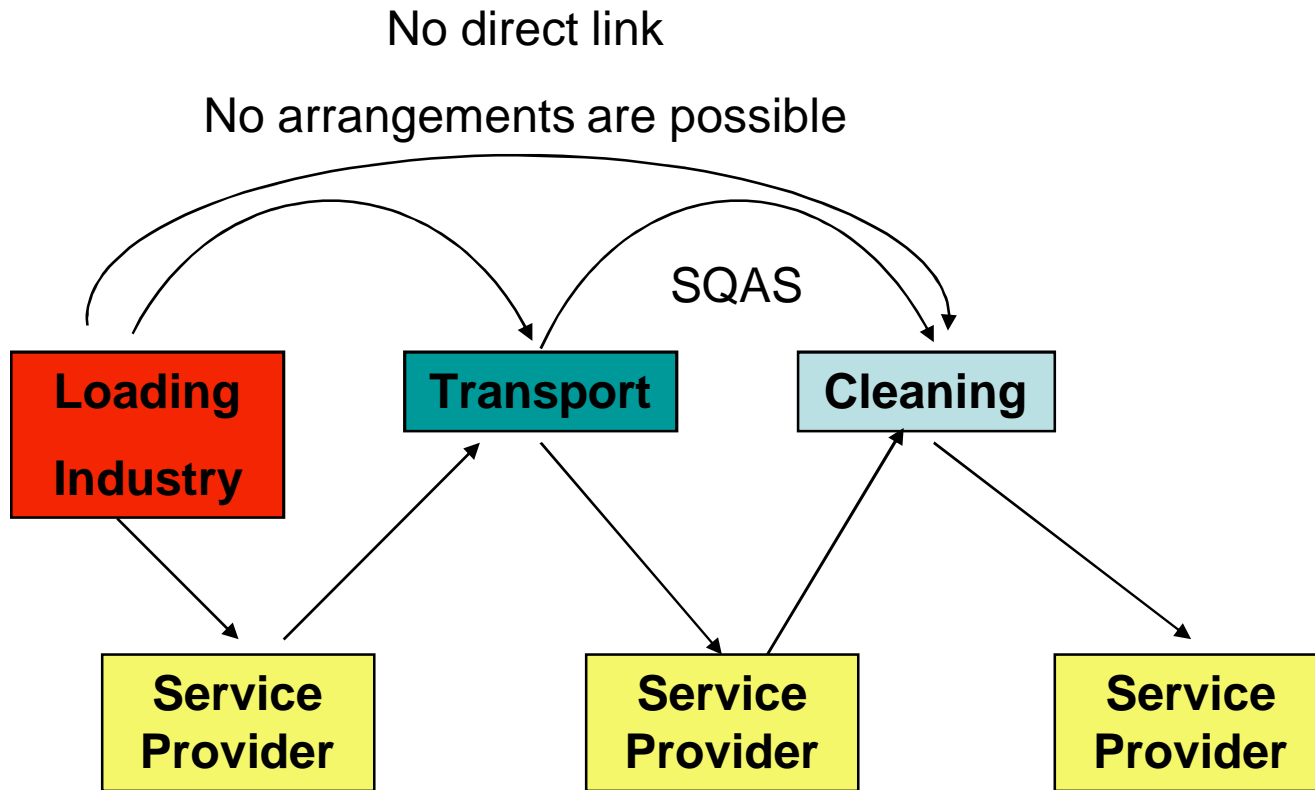 No direct link
No arrangements are possible
SQAS
Loading
Industry
Transport
Cleaning
Service
Provider
Service
Provider
Service
Provider